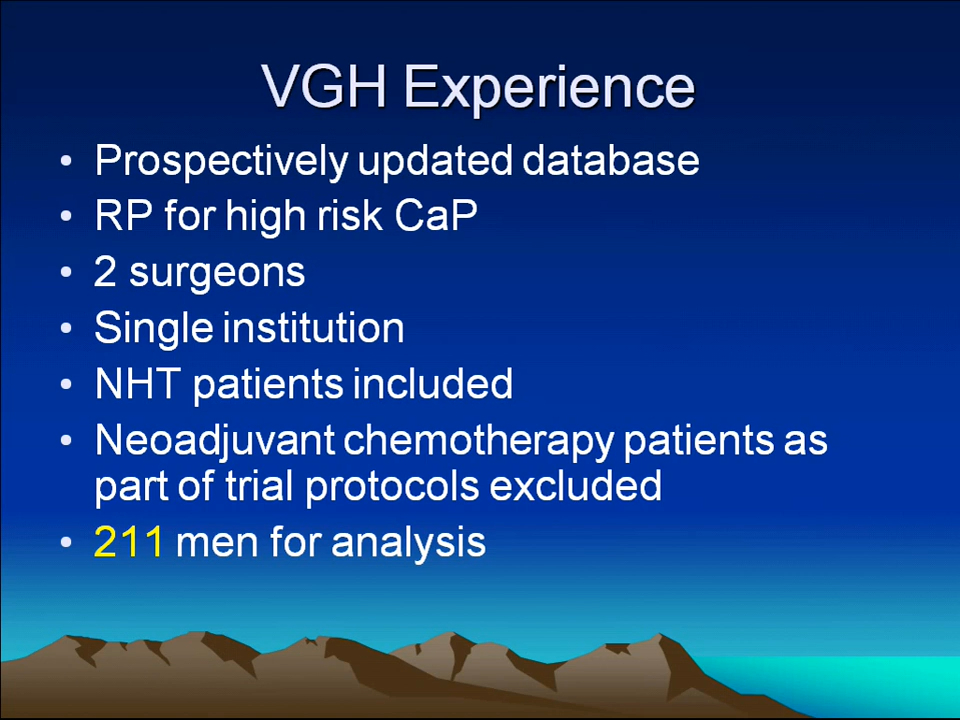 VGH Experience
• Prospectively updated database
• RP for high risk CaP
• 2 surgeons
• Single institution
• NHT patients included
• Neoadjuvant chemotherapy patients as
part of trial protocols excluded
• 211 men for analysis